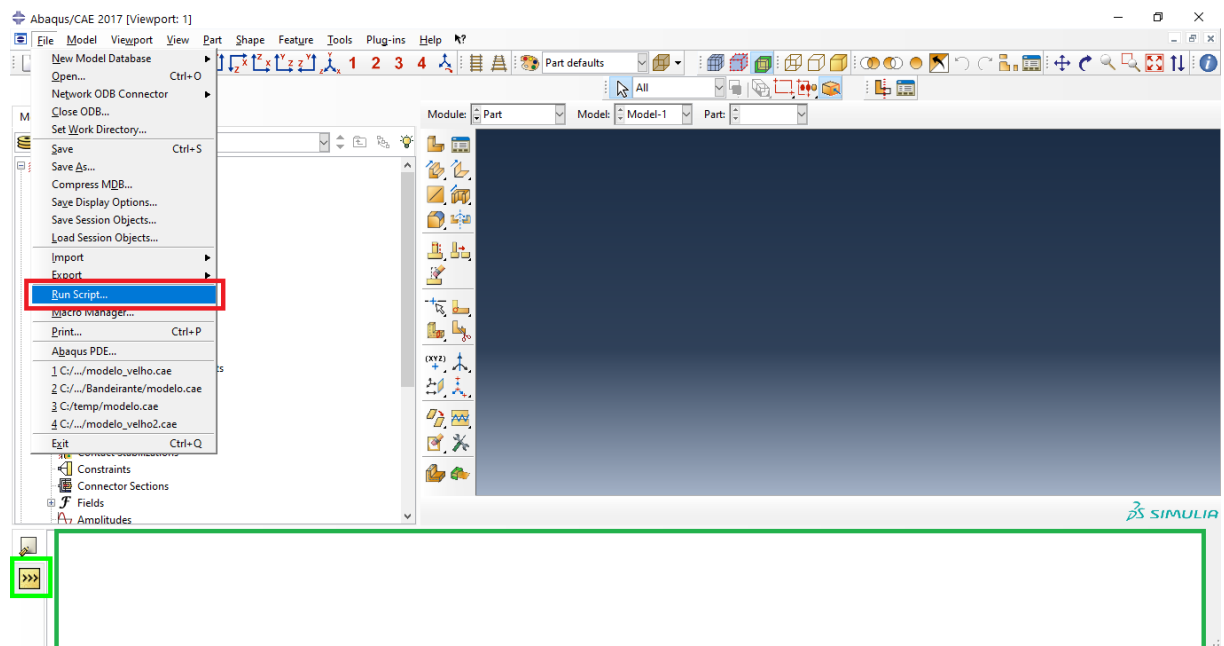 Abaqus/CAE 2017 [Viewport: 1]
File Model Viewport View Part Shape Feature Tools Plug-ins Help
New Model Database
Open... Ctrl+O
Network ODB Connector
Close ODB...
Set Work Directory...
Save Ctrl+S
Save As...
Compress MDB...
Save Display Options...
Save Session Objects...
Load Session Objects...
Import
Export
Run Script...
Macro Manager...
Print... Ctrl+P
Abaqus PDE...
1 C:/.../modelo_velho.cae
2 C:/.../Bandeirante/modelo.cae
3 C:/temp/modelo.cae
4 C:/.../modelo_velho2.cae
Exit Ctrl+Q
1 2 3 4
Part defaults
All
Module: Part Model: Model-1 Part:
(XYZ)
Contact Stabilizations
Constraints
Connector Sections
Fields
Amplitudes
SIMULIA
>>>